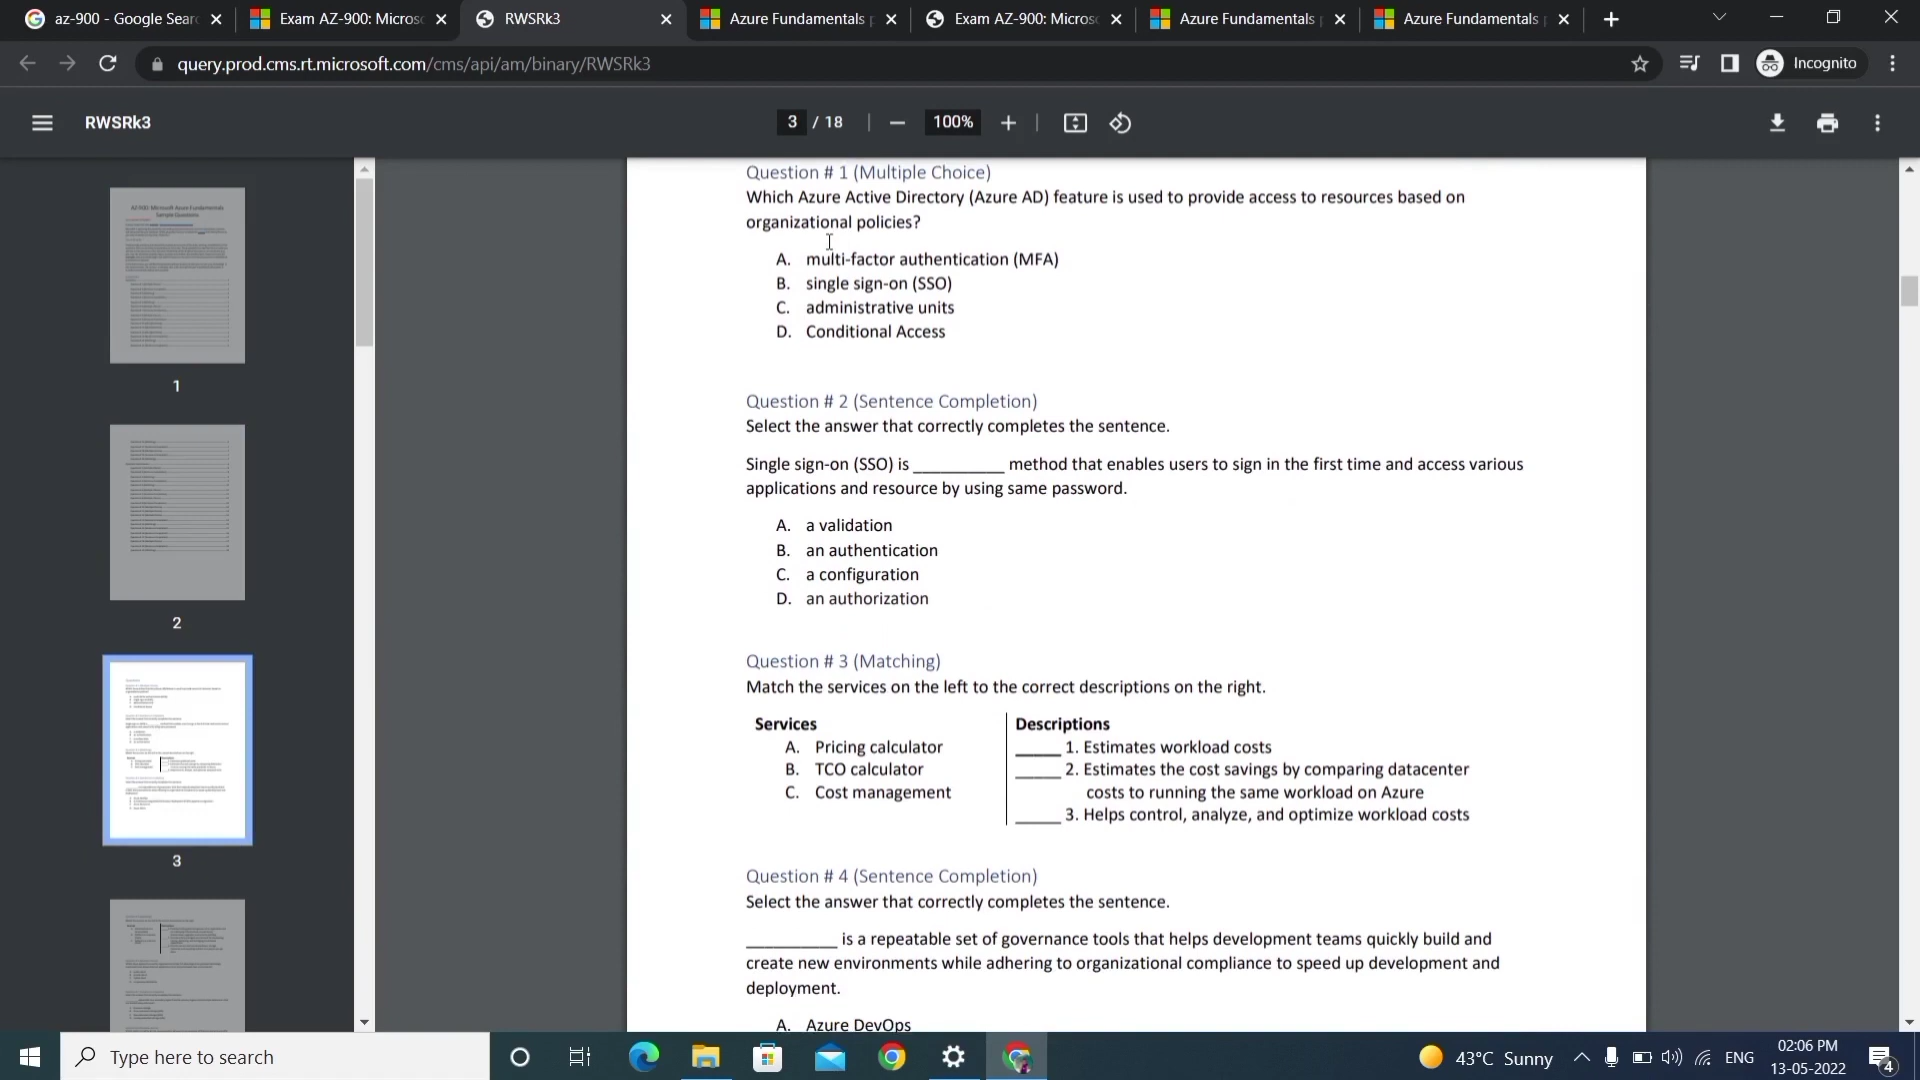 az-900 - Google Sear
Exam AZ-900: Microso
RWSRk3
Azure Fundamentals p
Exam AZ-900: Microso
Azure Fundamentals p
Azure Fundamentals p
query.prod.cms.rt.microsoft.com/cms/api/am/binary/RWSRk3
Incognito
RWSRk3
3 / 18
100%
AZ-900: Microsoft Azure Fundamentals
Sample Questions
1
2
3
Question # 1 (Multiple Choice)
Which Azure Active Directory (Azure AD) feature is used to provide access to resources based on
organizational policies?
A. multi-factor authentication (MFA)
B. single sign-on (SSO)
C. administrative units
D. Conditional Access
Question # 2 (Sentence Completion)
Select the answer that correctly completes the sentence.
Single sign-on (SSO) is __________ method that enables users to sign in the first time and access various
applications and resource by using same password.
A. a validation
B. an authentication
C. a configuration
D. an authorization
Question # 3 (Matching)
Match the services on the left to the correct descriptions on the right.
Services
A. Pricing calculator
B. TCO calculator
C. Cost management
Descriptions
_____ 1. Estimates workload costs
_____ 2. Estimates the cost savings by comparing datacenter
costs to running the same workload on Azure
_____ 3. Helps control, analyze, and optimize workload costs
Question # 4 (Sentence Completion)
Select the answer that correctly completes the sentence.
__________ is a repeatable set of governance tools that helps development teams quickly build and
create new environments while adhering to organizational compliance to speed up development and
deployment.
A. Azure DevOps
Type here to search
43°C Sunny
ENG
02:06 PM
13-05-2022
4